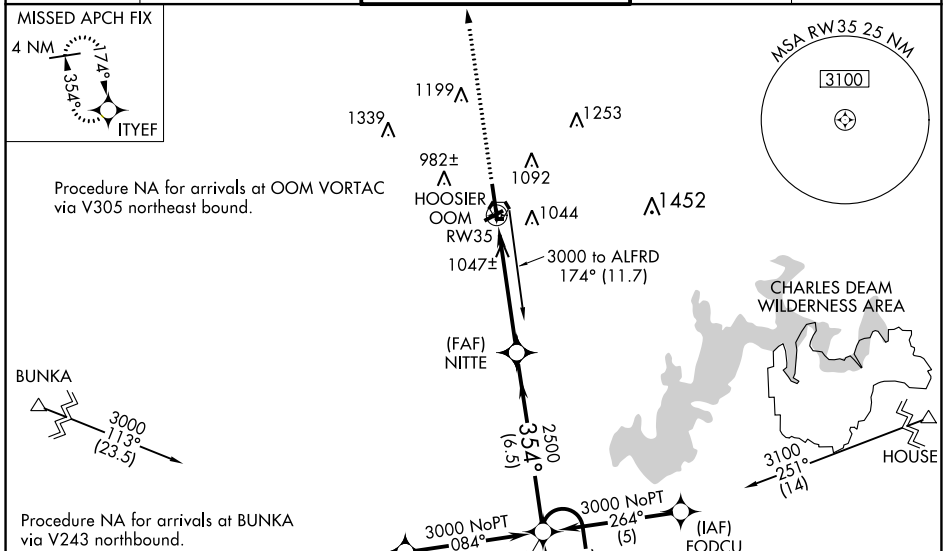 MISSED APCH FIX
4 NM
174°
354°
ITYEF
MSA RW35 25 NM
3100
1199
1339
1253
982±
1092
Procedure NA for arrivals at OOM VORTAC
via V305 northeast bound.
HOOSIER
OOM
RW35
1044
1452
1047±
3000 to ALFRD
174° (11.7)
CHARLES DEAM
WILDERNESS AREA
(FAF)
NITTE
BUNKA
3000
113°
(23.5)
2500
354°
(6.5)
3100
251°
(14)
HOUSE
Procedure NA for arrivals at BUNKA
via V243 northbound.
3000 NoPT
084°
3000 NoPT
264°
(5)
(IAF)